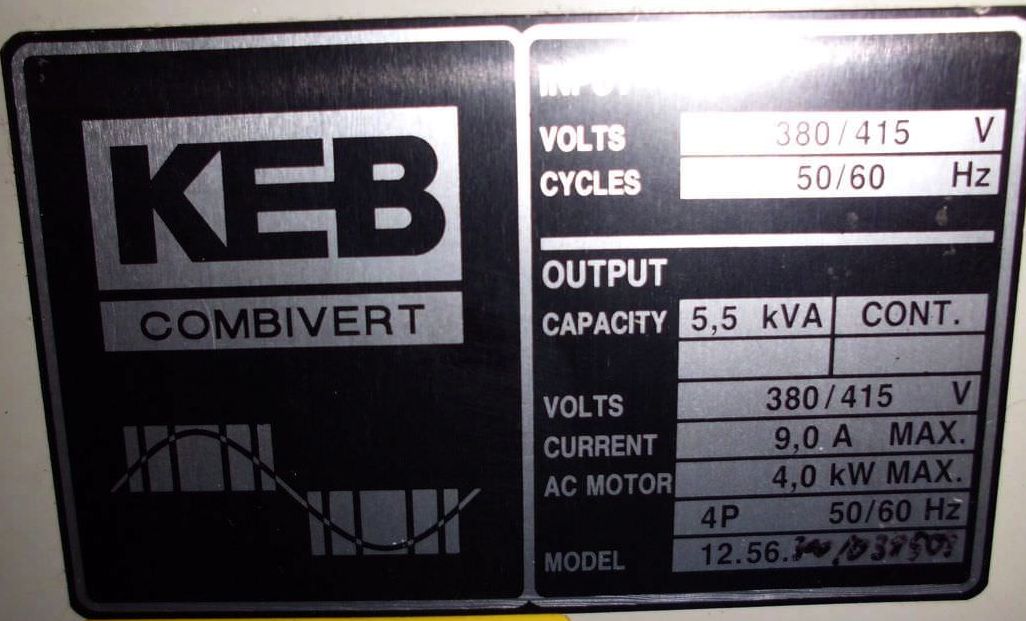 KEB
COMBIVERT
INPUT
VOLTS 380/415 V
CYCLES 50/60 Hz
OUTPUT
CAPACITY 5,5 kVA CONT.
VOLTS 380/415 V
CURRENT 9,0 A MAX.
AC MOTOR 4,0 kW MAX.
4P 50/60 Hz
MODEL 12.56.